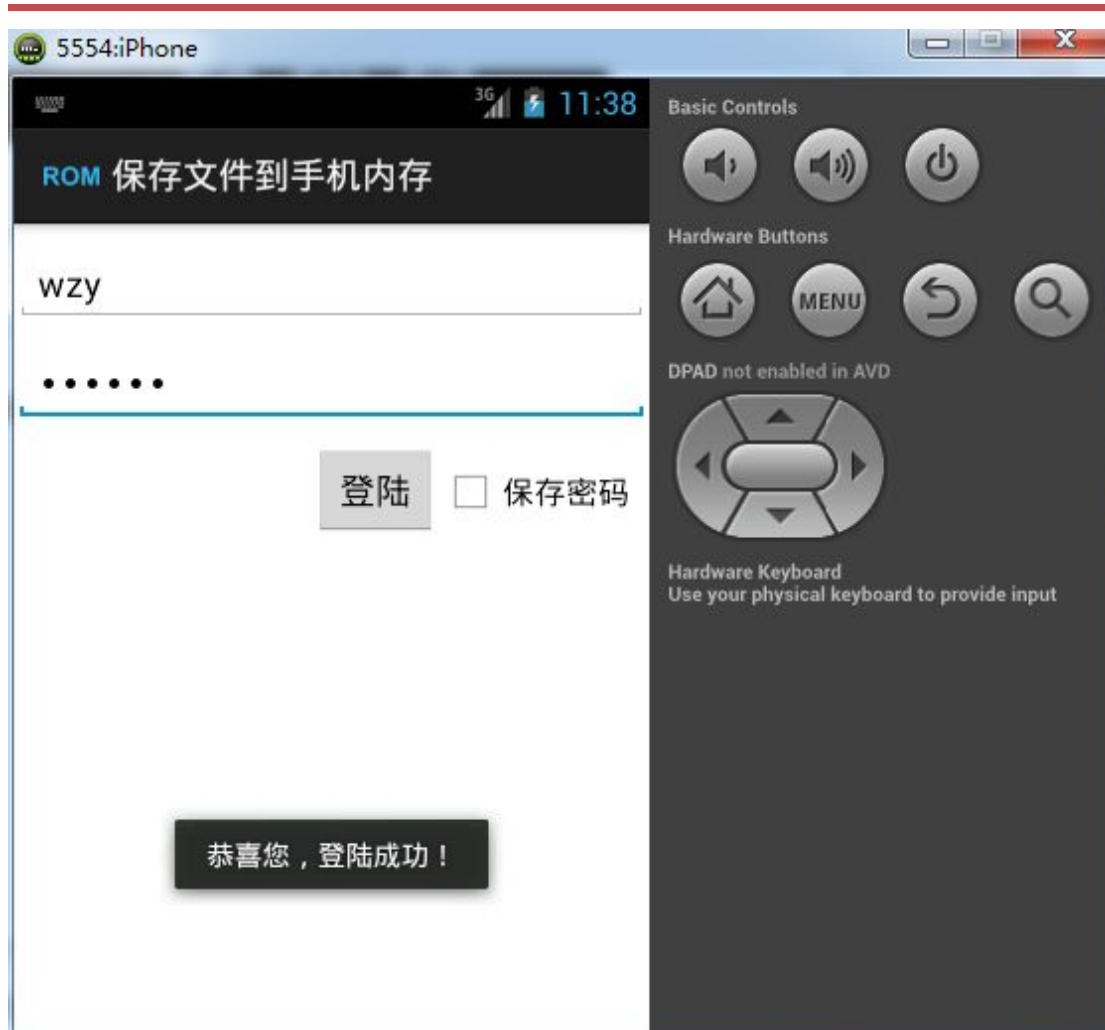 5554:iPhone
3G 11:38
ROM 保存文件到手机内存
wzy
••••••
登陆 保存密码
恭喜您，登陆成功！
Basic Controls
Hardware Buttons
MENU
DPAD not enabled in AVD
Hardware Keyboard
Use your physical keyboard to provide input